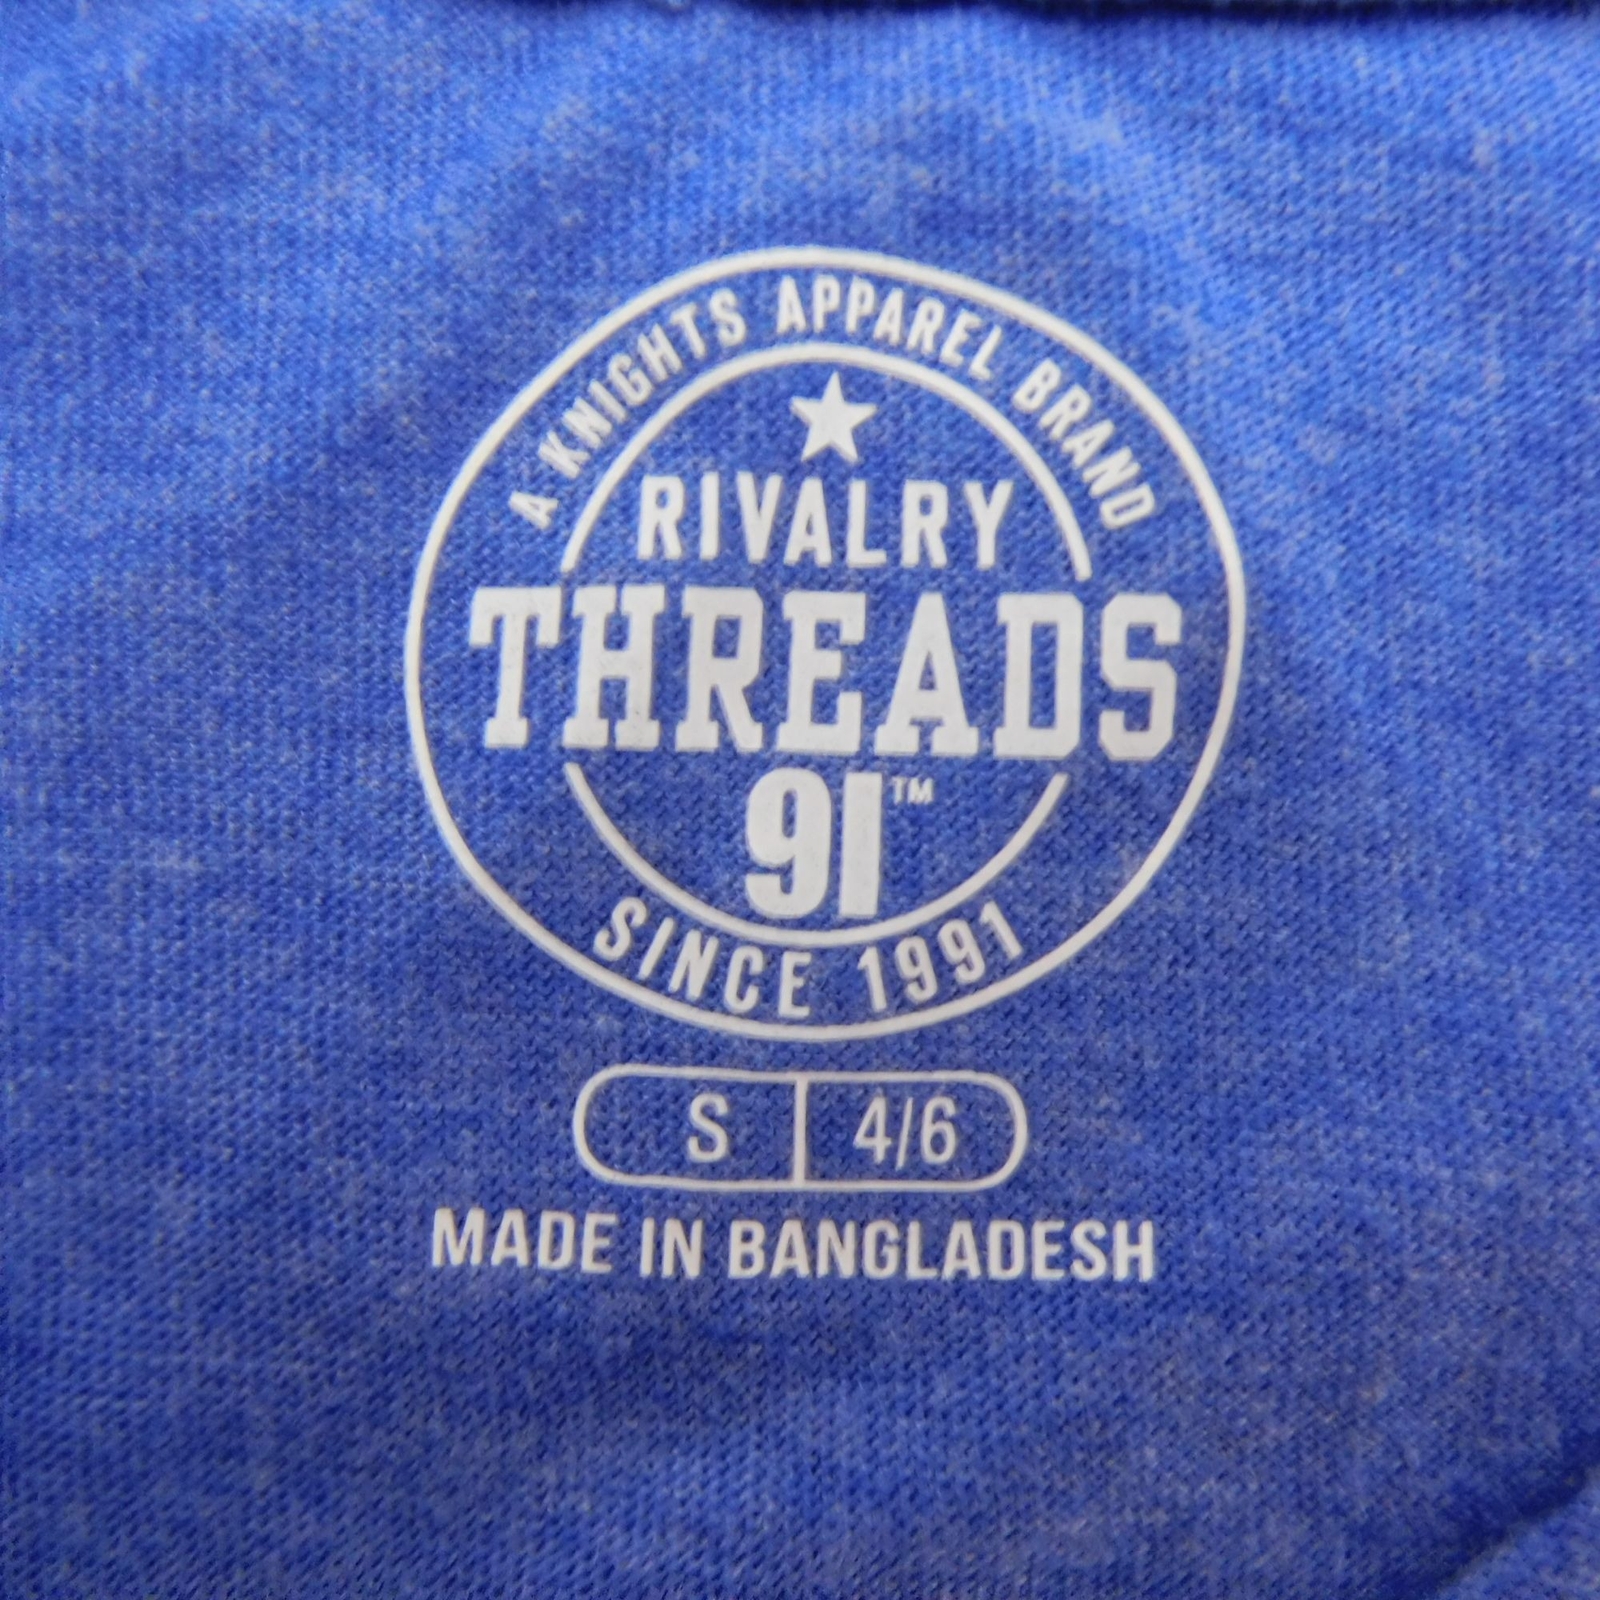 A KNIGHTS APPAREL BRAND
RIVALRY
THREADS
91™
SINCE 1991
S 4/6
MADE IN BANGLADESH